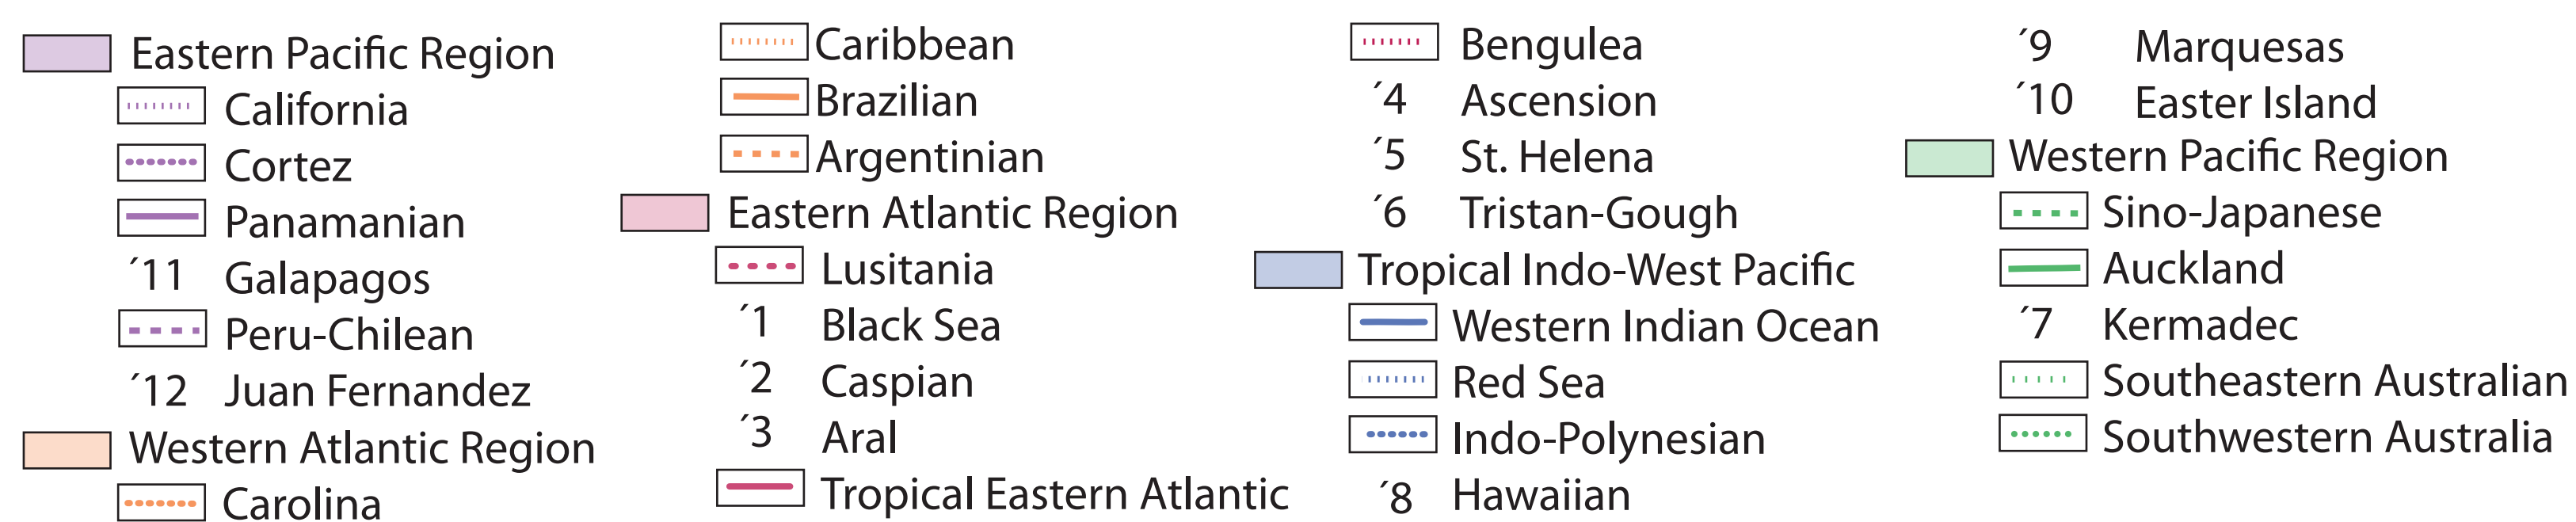 Eastern Pacific Region
California
Cortez
Panamanian
´11 Galapagos
Peru-Chilean
´12 Juan Fernandez
Western Atlantic Region
Carolina
Caribbean
Brazilian
Argentinian
Eastern Atlantic Region
Lusitania
´1 Black Sea
´2 Caspian
´3 Aral
Tropical Eastern Atlantic
Bengulea
´4 Ascension
´5 St. Helena
´6 Tristan-Gough
Tropical Indo-West Pacific
Western Indian Ocean
Red Sea
Indo-Polynesian
´8 Hawaiian
´9 Marquesas
´10 Easter Island
Western Pacific Region
Sino-Japanese
Auckland
´7 Kermadec
Southeastern Australian
Southwestern Australia